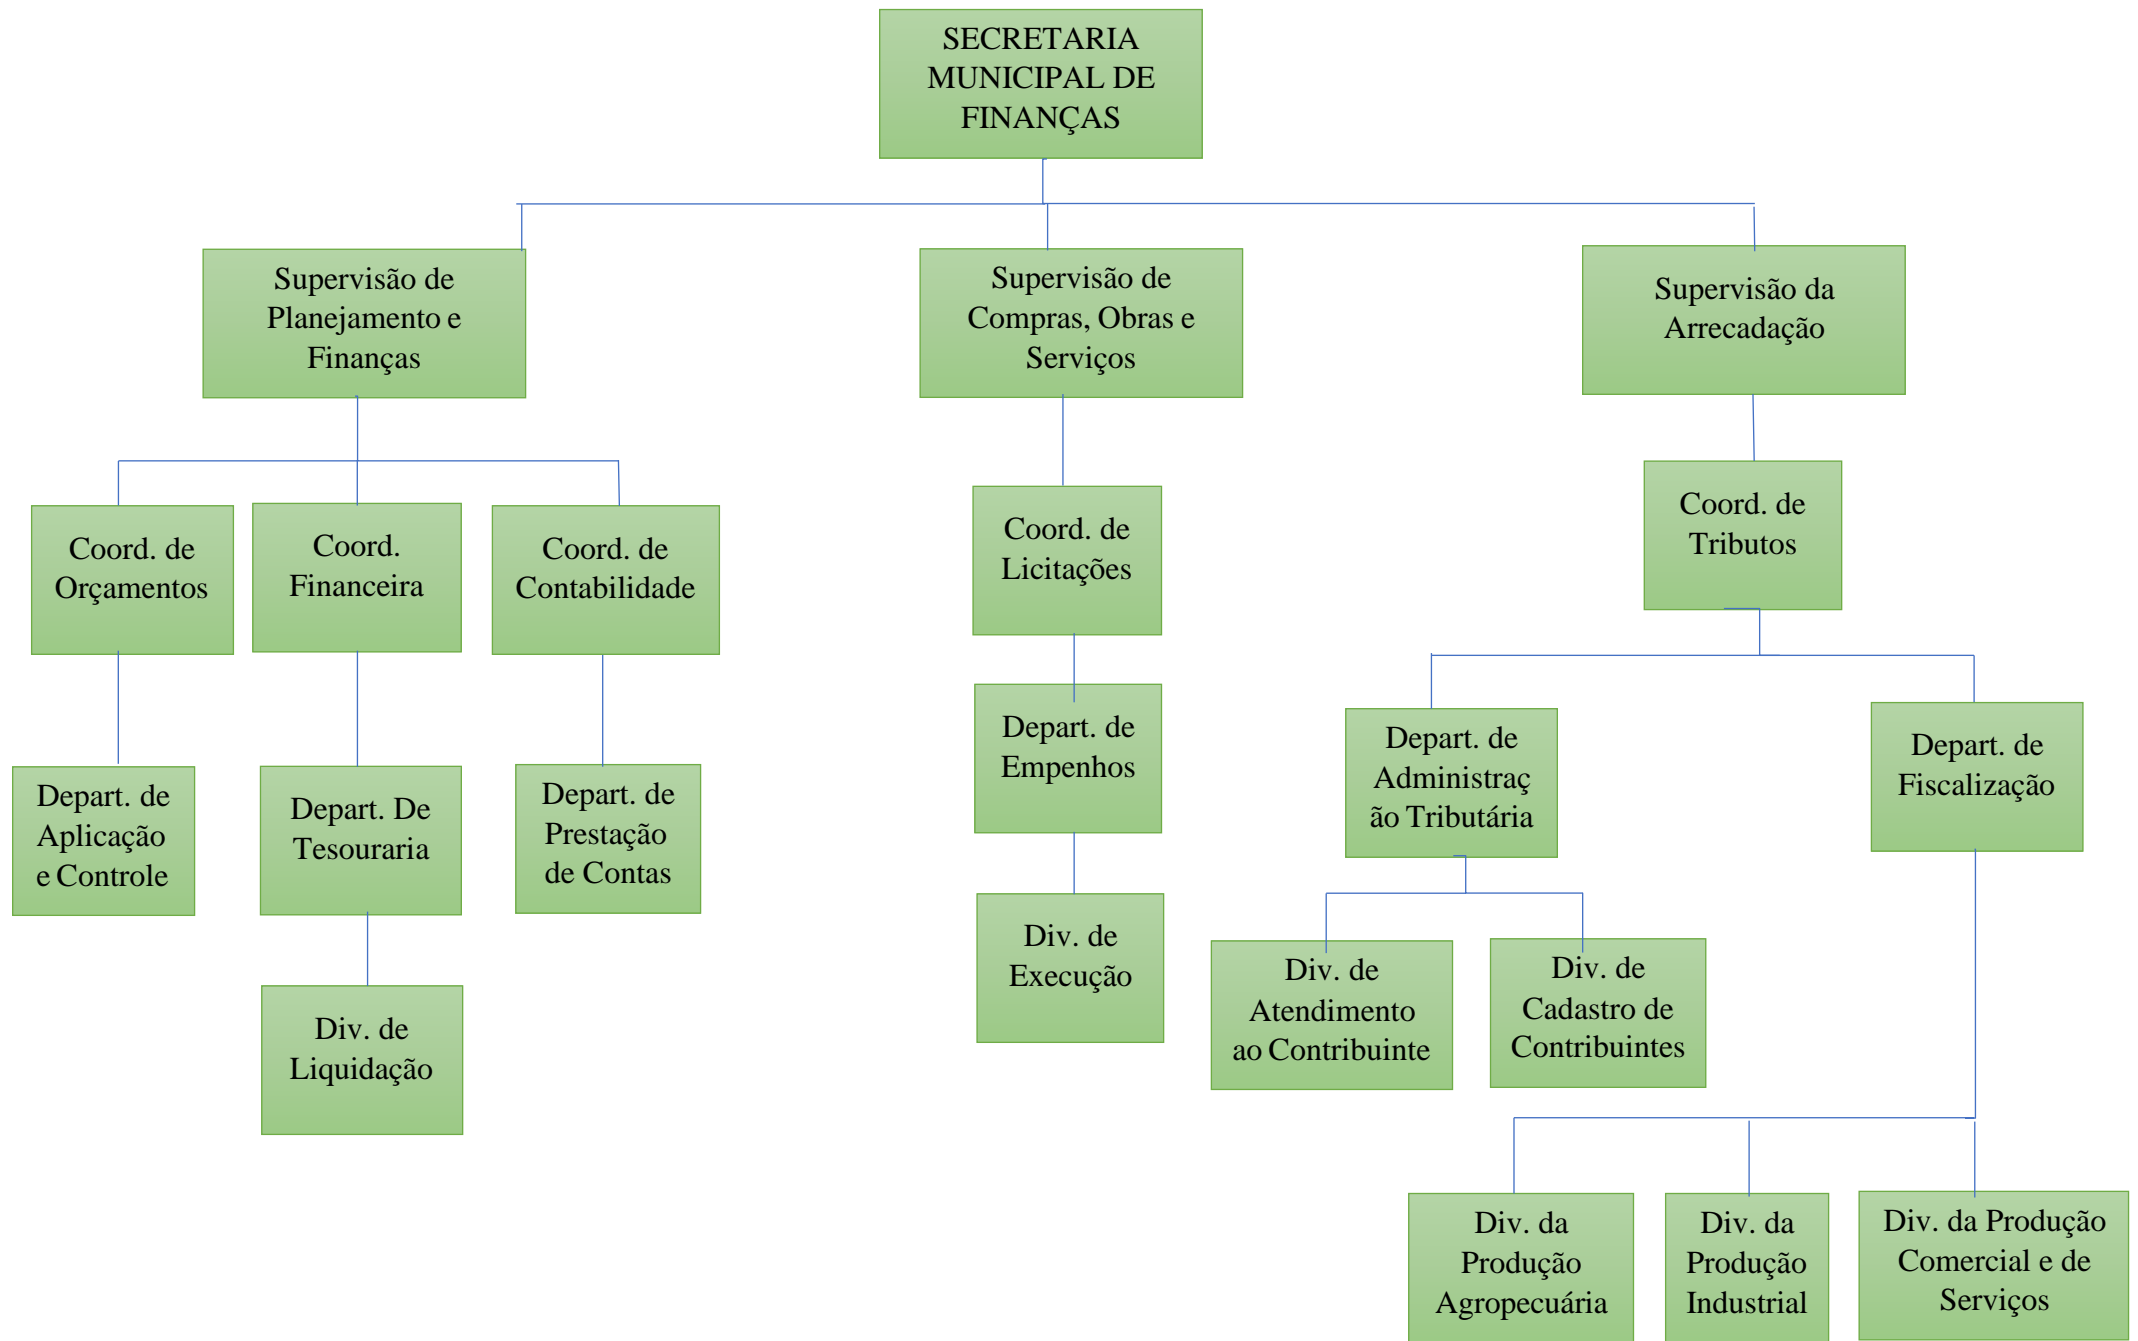 SECRETARIA
MUNICIPAL DE
FINANÇAS
Supervisão de
Planejamento e
Finanças
Supervisão de
Compras, Obras e
Serviços
Supervisão da
Arrecadação
Coord. de
Orçamentos
Coord.
Financeira
Coord. de
Contabilidade
Coord. de
Licitações
Coord. de
Tributos
Depart. de
Aplicação
e Controle
Depart. De
Tesouraria
Depart. de
Prestação
de Contas
Depart. de
Empenhos
Depart. de
Administraç
ão Tributária
Depart. de
Fiscalização
Div. de
Liquidação
Div. de
Execução
Div. de
Atendimento
ao Contribuinte
Div. de
Cadastro de
Contribuintes
Div. da
Produção
Agropecuária
Div. da
Produção
Industrial
Div. da Produção
Comercial e de
Serviços